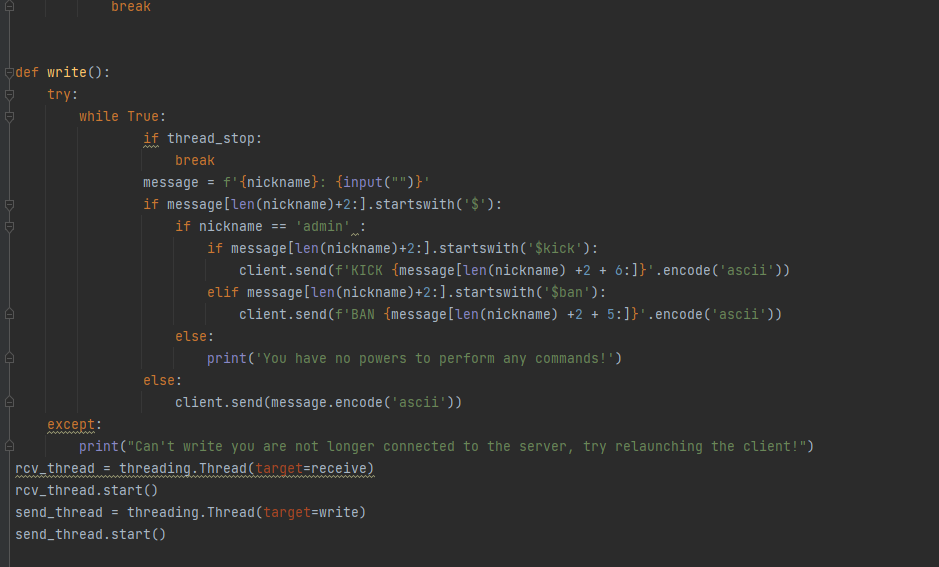 break
def write():
    try:
        while True:
                if thread_stop:
                    break
                message = f'{nickname}: {input("")}'
                if message[len(nickname)+2:].startswith('$'):
                    if nickname == 'admin' :
                        if message[len(nickname)+2:].startswith('$kick'):
                            client.send(f'KICK {message[len(nickname) +2 + 6:]}'.encode('ascii'))
                        elif message[len(nickname)+2:].startswith('$ban'):
                            client.send(f'BAN {message[len(nickname) +2 + 5:]}'.encode('ascii'))
                    else:
                        print('You have no powers to perform any commands!')
                else:
                    client.send(message.encode('ascii'))
    except:
        print("Can't write you are not longer connected to the server, try relaunching the client!")
rcv_thread = threading.Thread(target=receive)
rcv_thread.start()
send_thread = threading.Thread(target=write)
send_thread.start()